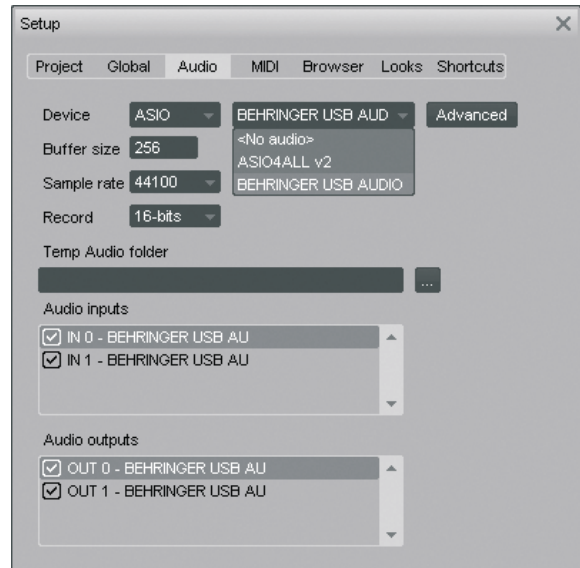 Setup
Project Global Audio MIDI Browser Looks Shortcuts
Device ASIO BEHRINGER USB AUD Advanced
<No audio>
ASIO4ALL v2
BEHRINGER USB AUDIO
Buffer size 256
Sample rate 44100
Record 16-bits
Temp Audio folder
...
Audio inputs
IN 0 - BEHRINGER USB AU
IN 1 - BEHRINGER USB AU
Audio outputs
OUT 0 - BEHRINGER USB AU
OUT 1 - BEHRINGER USB AU